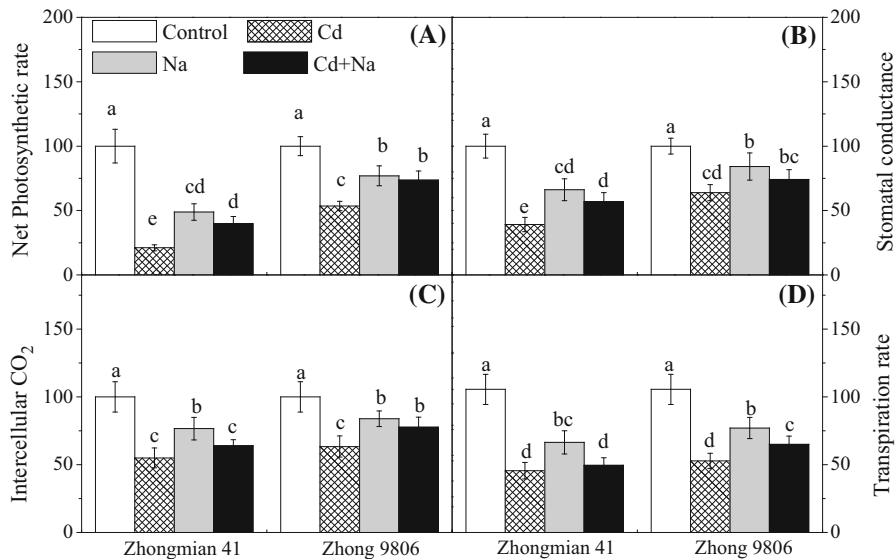 Control
Cd
Na
Cd+Na
(A)
Net Photosynthetic rate
200
150
100
50
0
a
e
cd
d
a
c
b
b
(B)
Stomatal conductance
200
150
100
50
0
a
e
cd
d
a
cd
b
bc
(C)
Intercellular CO₂
150
100
50
0
a
c
b
c
a
c
b
b
Zhongmian 41
Zhong 9806
(D)
Transpiration rate
150
100
50
0
a
d
bc
d
a
d
b
c
Zhongmian 41
Zhong 9806